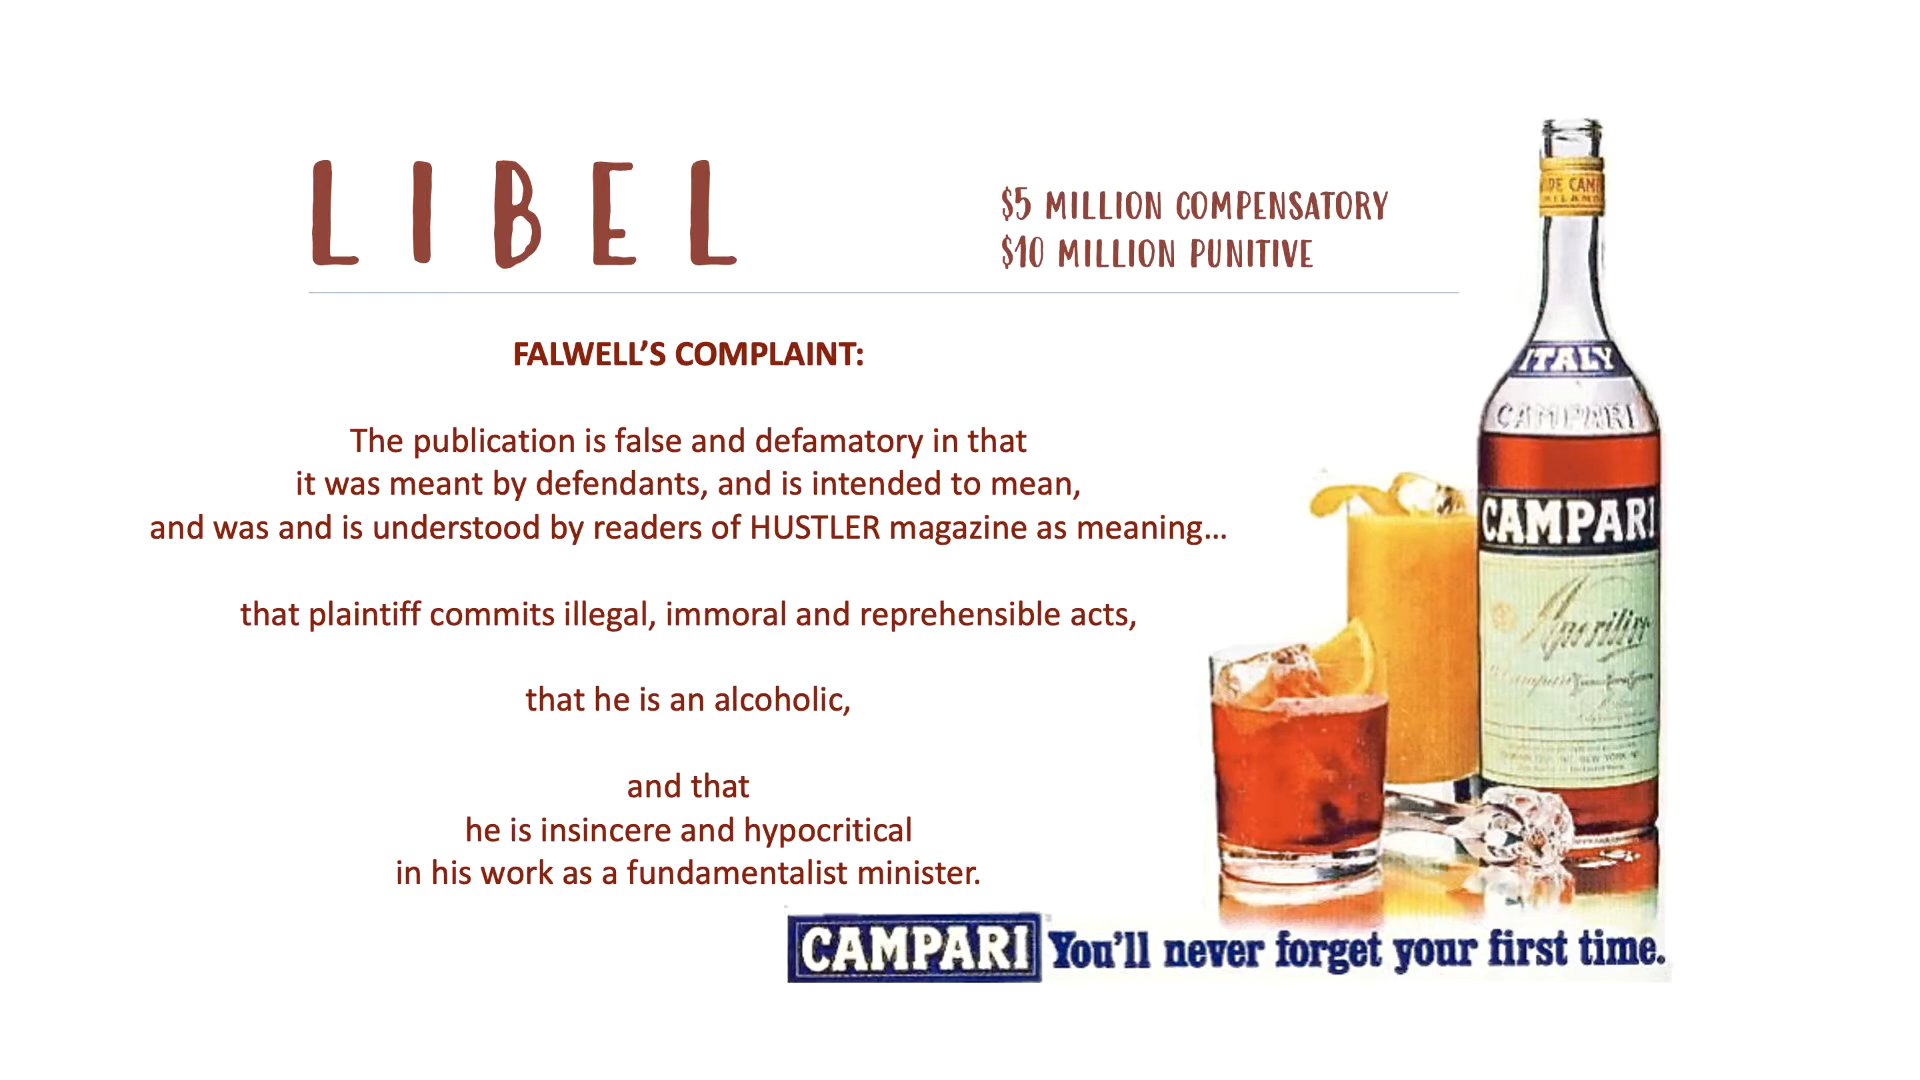 LIBEL
$5 MILLION COMPENSATORY
$10 MILLION PUNITIVE
FALWELL'S COMPLAINT:
The publication is false and defamatory in that
it was meant by defendants, and is intended to mean,
and was and is understood by readers of HUSTLER magazine as meaning...
that plaintiff commits illegal, immoral and reprehensible acts,
that he is an alcoholic,
and that
he is insincere and hypocritical
in his work as a fundamentalist minister.
ITALY
CAMPARI
CAMPARI
CAMPARI You'll never forget your first time.